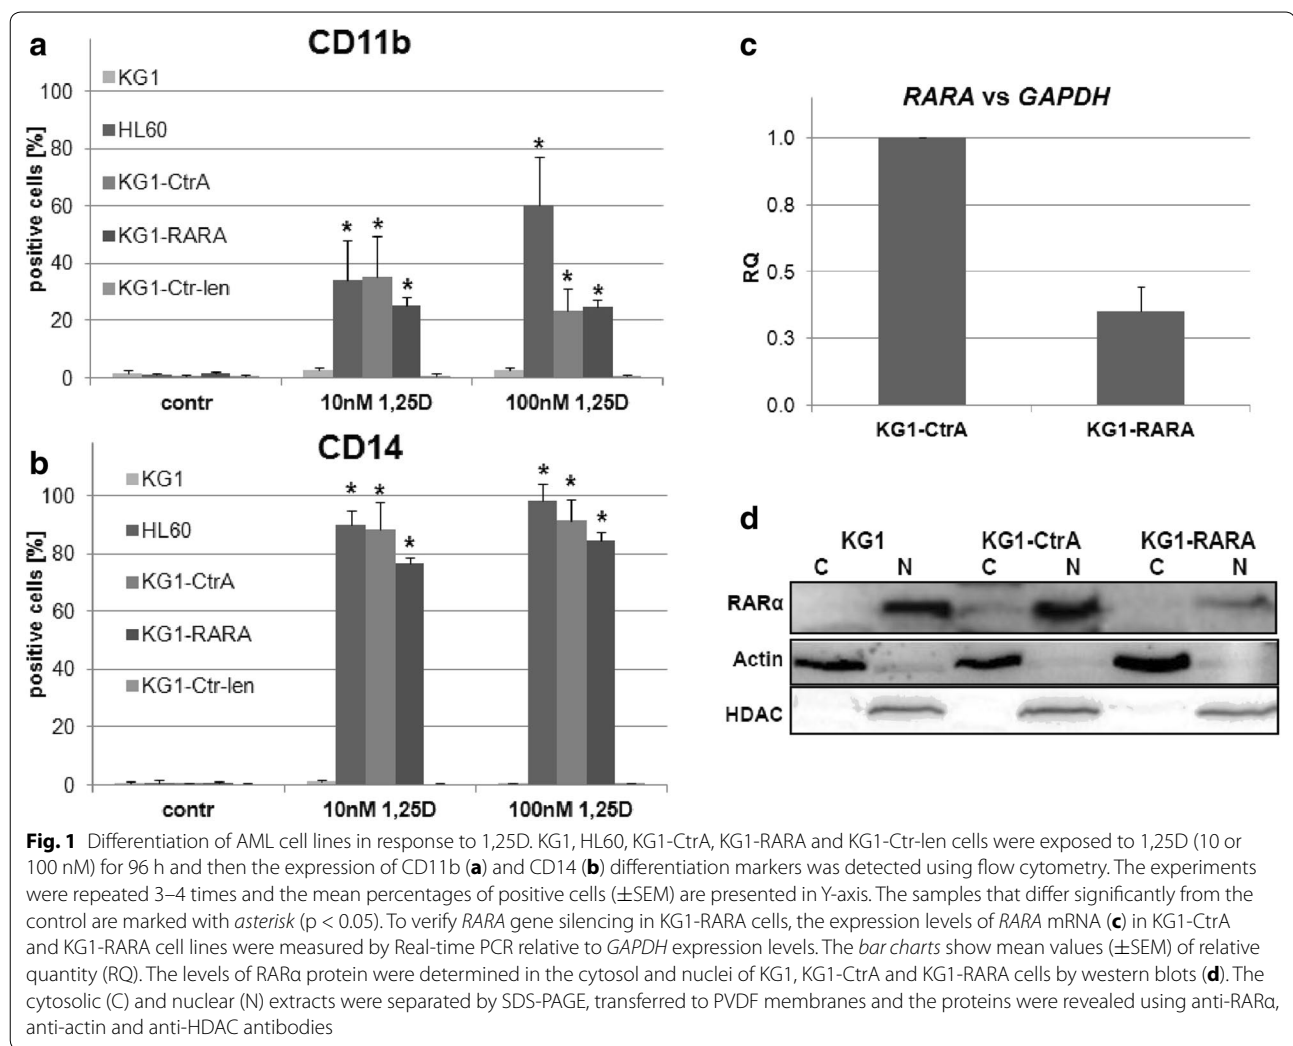 a
CD11b
positive cells [%]
100
80
60
40
20
0
KG1
HL60
KG1-CtrA
KG1-RARA
KG1-Ctr-len
* * *
* * *
contr 10nM 1,25D 100nM 1,25D
b
CD14
positive cells [%]
100
80
60
40
20
0
KG1
HL60
KG1-CtrA
KG1-RARA
KG1-Ctr-len
* * *
* * *
contr 10nM 1,25D 100nM 1,25D
c
RARA vs GAPDH
RQ
1.0
0.8
0.5
0.3
0.0
KG1-CtrA KG1-RARA
d
KG1 KG1-CtrA KG1-RARA
C N C N C N
RARα
Actin
HDAC
Fig. 1 Differentiation of AML cell lines in response to 1,25D. KG1, HL60, KG1-CtrA, KG1-RARA and KG1-Ctr-len cells were exposed to 1,25D (10 or
100 nM) for 96 h and then the expression of CD11b (a) and CD14 (b) differentiation markers was detected using flow cytometry. The experiments
were repeated 3–4 times and the mean percentages of positive cells (±SEM) are presented in Y-axis. The samples that differ significantly from the
control are marked with asterisk (p < 0.05). To verify RARA gene silencing in KG1-RARA cells, the expression levels of RARA mRNA (c) in KG1-CtrA
and KG1-RARA cell lines were measured by Real-time PCR relative to GAPDH expression levels. The bar charts show mean values (±SEM) of relative
quantity (RQ). The levels of RARα protein were determined in the cytosol and nuclei of KG1, KG1-CtrA and KG1-RARA cells by western blots (d). The
cytosolic (C) and nuclear (N) extracts were separated by SDS-PAGE, transferred to PVDF membranes and the proteins were revealed using anti-RARα,
anti-actin and anti-HDAC antibodies